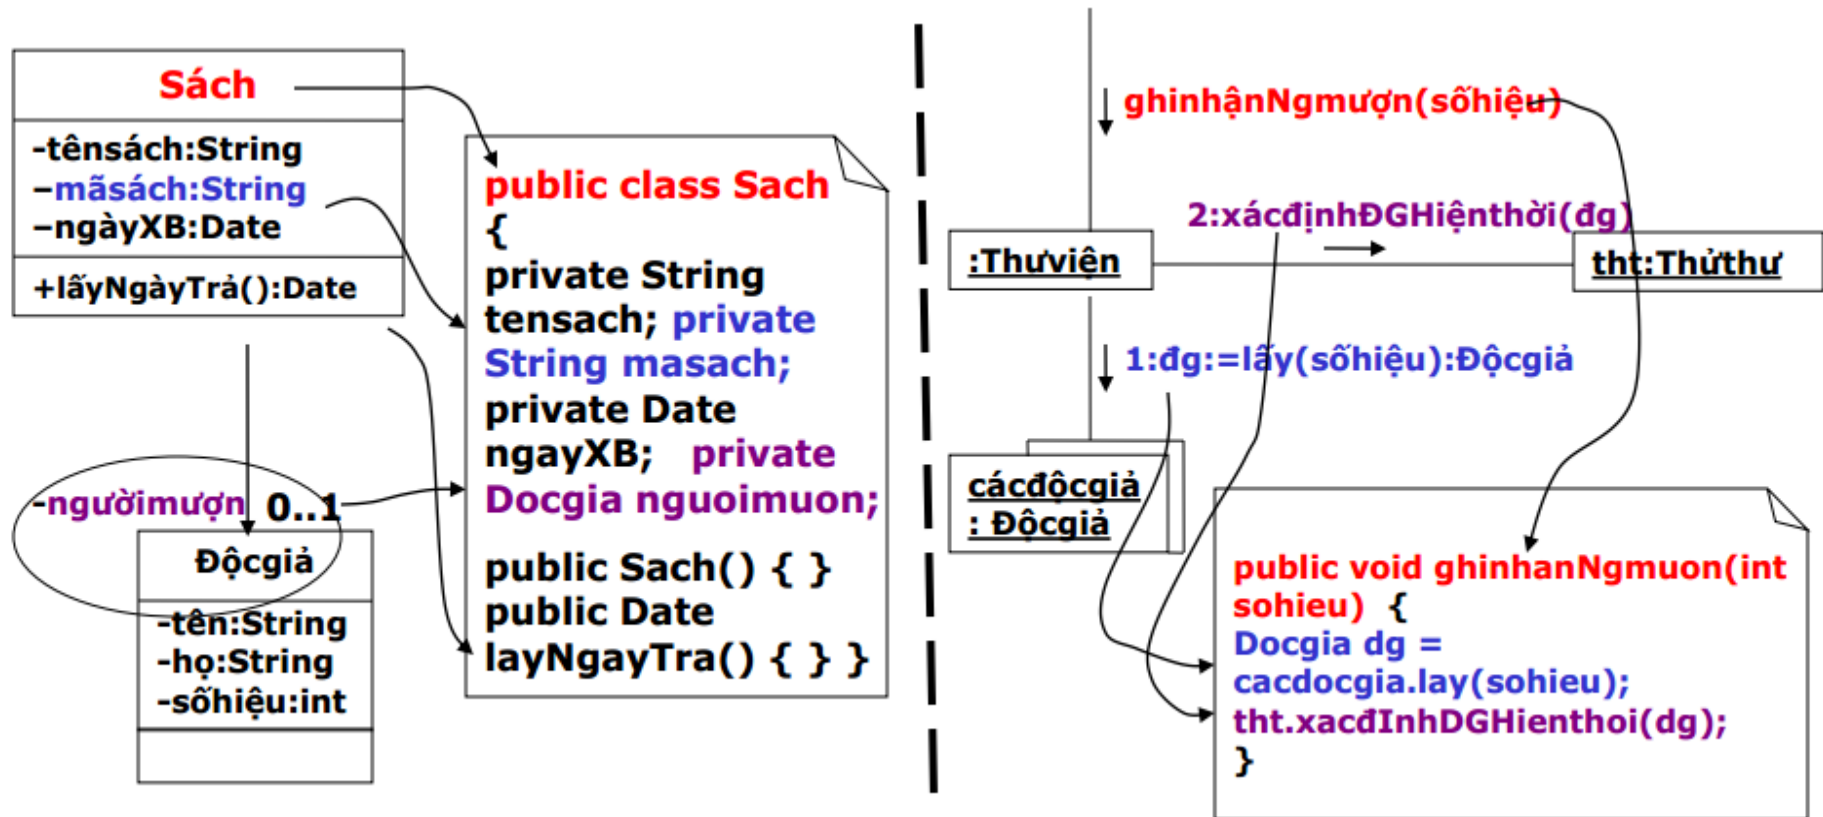 Sách
-tênsách:String
–mãsách:String
–ngàyXB:Date
+lấyNgàyTrả():Date
-ngườimượn 0..1
Độcgiả
-tên:String
-họ:String
-sốhiệu:int
public class Sach
{
private String
tensach; private
String masach;
private Date
ngayXB; private
Docgia nguoimuon;
public Sach() { }
public Date
layNgayTra() { } }
ghinhậnNgmượn(sốhiệu)
2:xácđịnhĐGHiệnthời(đg)
:Thưviện
tht:Thửthư
1:đg:=lấy(sốhiệu):Độcgiả
cácđộcgiả
: Độcgiả
public void ghinhanNgmuon(int
sohieu) {
Docgia dg =
cacdocgia.lay(sohieu);
tht.xacđInhDGHienthoi(dg);
}